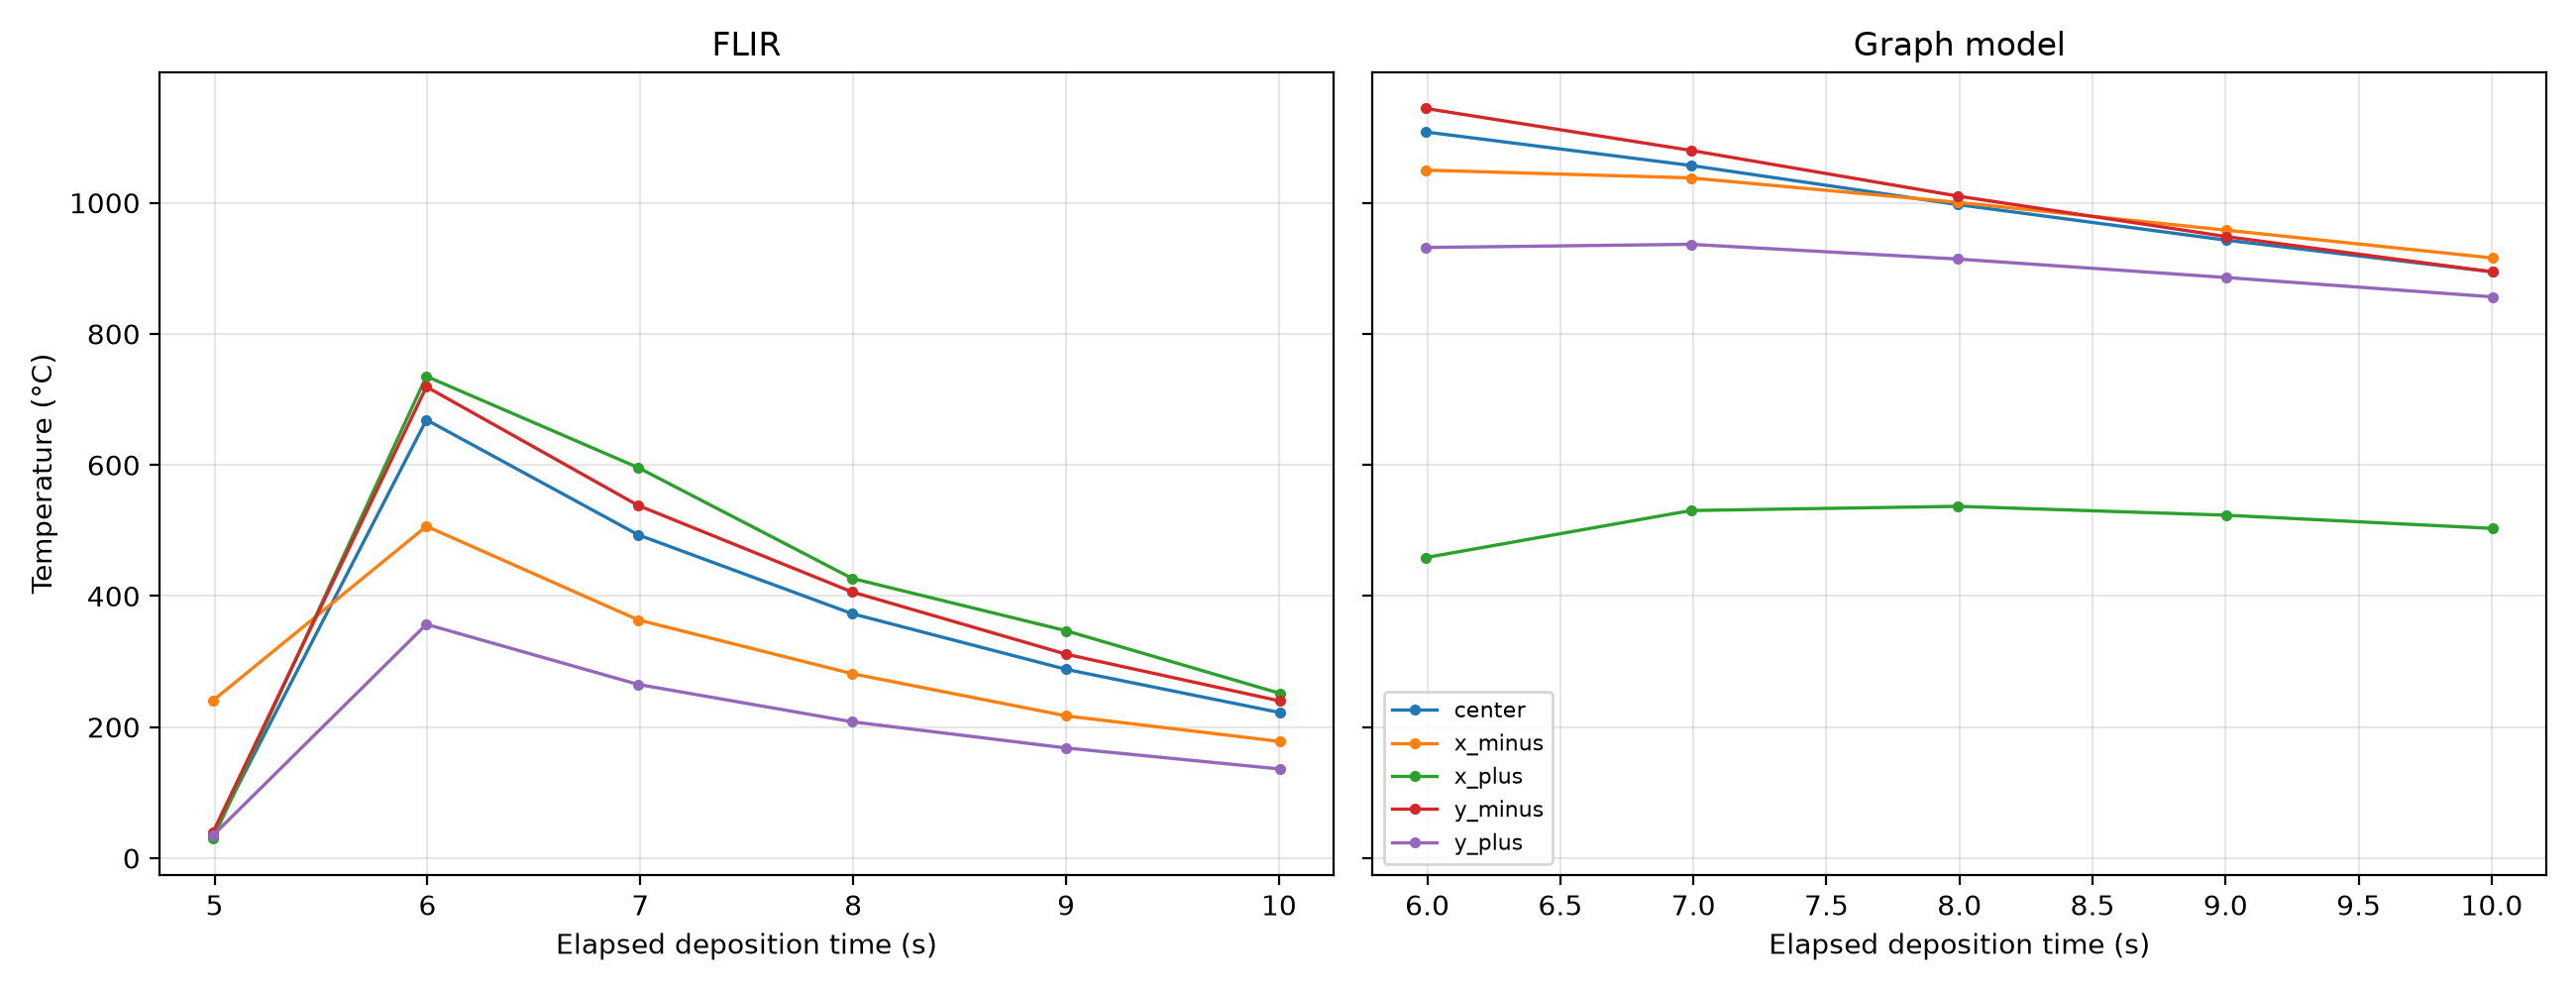 FLIR
Graph model
Temperature (°C)
1000
800
600
400
200
0
5 6 7 8 9 10
6.0 6.5 7.0 7.5 8.0 8.5 9.0 9.5 10.0
Elapsed deposition time (s)
Elapsed deposition time (s)
center
x_minus
x_plus
y_minus
y_plus